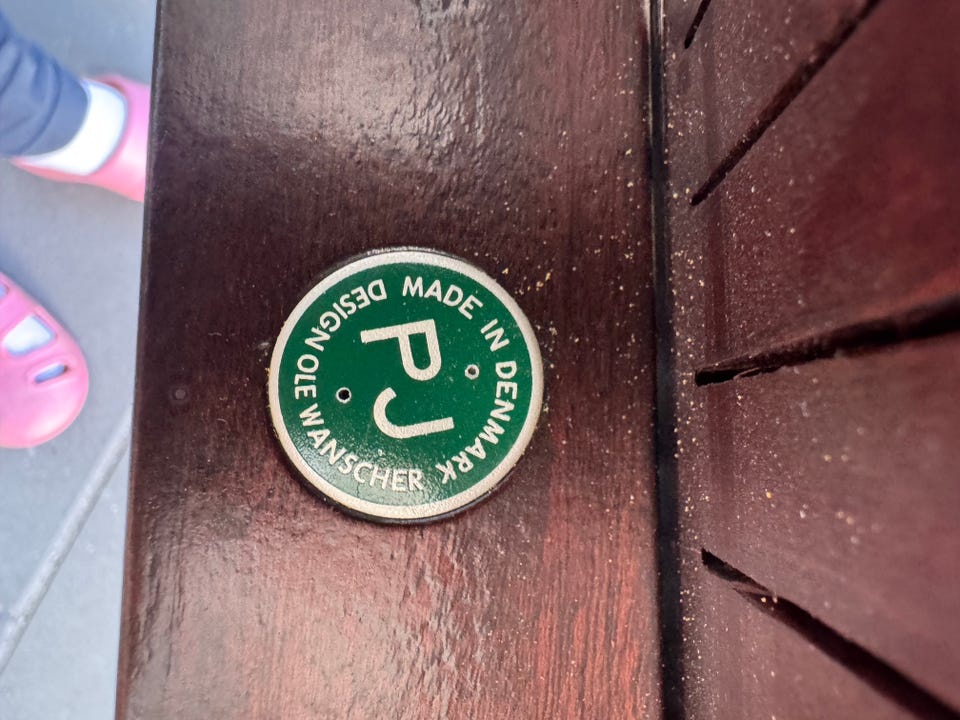 PJ
DESIGN OLE WANSCHER
MADE IN DENMARK